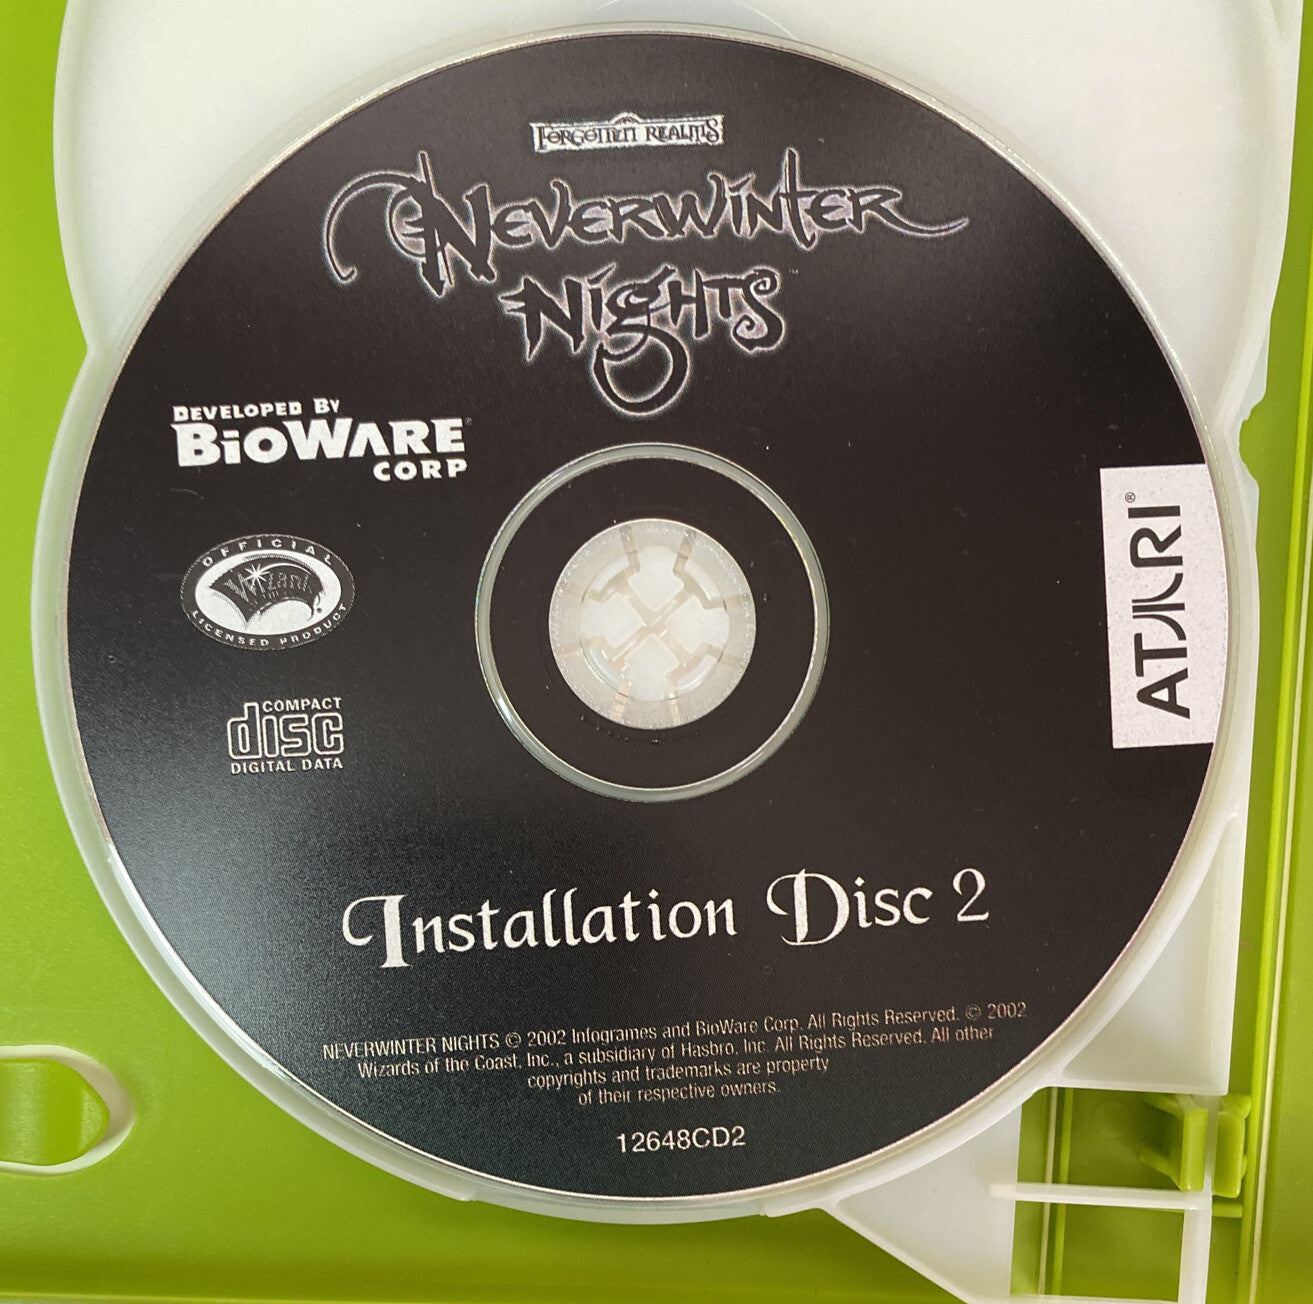 FORGOTTEN REALMS
NEVERWINTER
NIGHTS
™
DEVELOPED BY
BIOWARE
CORP
ATARI®
OFFICIAL
Wizards
LICENSED PRODUCT
COMPACT
disc
DIGITAL DATA
Installation Disc 2
NEVERWINTER NIGHTS © 2002 Infogrames and BioWare Corp. All Rights Reserved. © 2002
Wizards of the Coast, Inc., a subsidiary of Hasbro, Inc. All Rights Reserved. All other
copyrights and trademarks are property
of their respective owners.
12648CD2